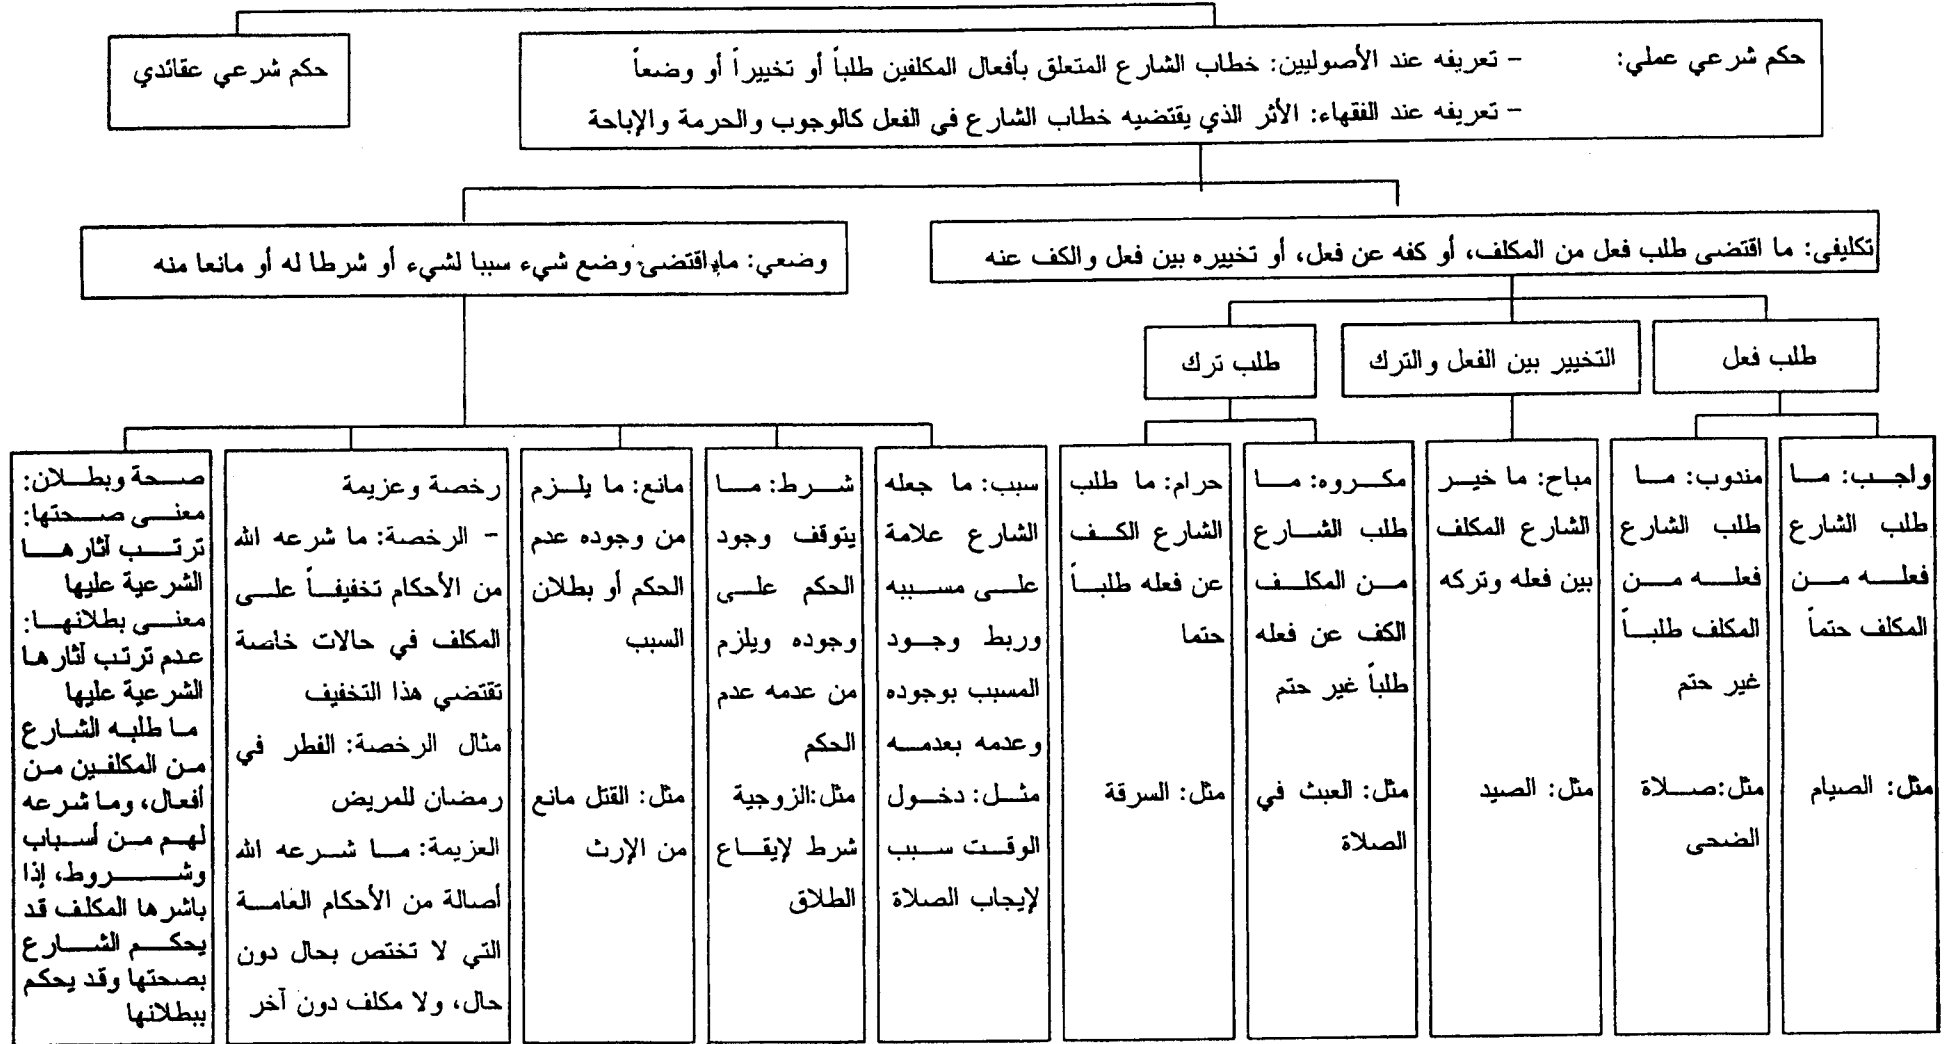 حكم شرعي عملي: - تعريفه عند الأصوليين: خطاب الشارع المتعلق بأفعال المكلفين طلباً أو تخييراً أو وضعاً
- تعريفه عند الفقهاء: الأثر الذي يقتضيه خطاب الشارع في الفعل كالوجوب والحرمة والإباحة
حكم شرعي عقائدي
تكليفي: ما اقتضى طلب فعل من المكلف، أو كفه عن فعل، أو تخييره بين فعل والكف عنه
وضعي: ما اقتضى وضع شيء سببا لشيء أو شرطا له أو مانعا منه
طلب فعل
التخيير بين الفعل والترك
طلب ترك
واجب: ما
طلب الشارع
فعله من
المكلف حتماً
مثل: الصيام
مندوب: ما
طلب الشارع
فعله من
المكلف طلباً
غير حتم
مثل:صلاة
الضحى
مباح: ما خير
الشارع المكلف
بين فعله وتركه
مثل: الصيد
مكروه: ما
طلب الشارع
من المكلف
الكف عن فعله
طلباً غير حتم
مثل: العبث في
الصلاة
حرام: ما طلب
الشارع الكف
عن فعله طلباً
حتما
مثل: السرقة
سبب: ما جعله
الشارع علامة
على مسببه
وربط وجود
المسبب بوجوده
وعدمه بعدمه
مثل: دخول
الوقت سبب
لإيجاب الصلاة
شرط: ما
يتوقف وجود
الحكم على
وجوده ويلزم
من عدمه عدم
الحكم
مثل:الزوجية
شرط لإيقاع
الطلاق
مانع: ما يلزم
من وجوده عدم
الحكم أو بطلان
السبب
مثل: القتل مانع
من الإرث
رخصة وعزيمة
- الرخصة: ما شرعه الله
من الأحكام تخفيفاً على
المكلف في حالات خاصة
تقتضي هذا التخفيف
مثال الرخصة: الفطر في
رمضان للمريض
العزيمة: ما شرعه الله
أصالة من الأحكام العامة
التي لا تختص بحال دون
حال، ولا مكلف دون آخر
صحة وبطلان:
معنى صحتها:
ترتب آثارها
الشرعية عليها
معنى بطلانها:
عدم ترتب آثارها
الشرعية عليها
ما طلبه الشارع
من المكلفين من
أفعال، وما شرعه
لهم من أسباب
وشروط، إذا
باشرها المكلف قد
يحكم الشارع
بصحتها وقد يحكم
ببطلانها